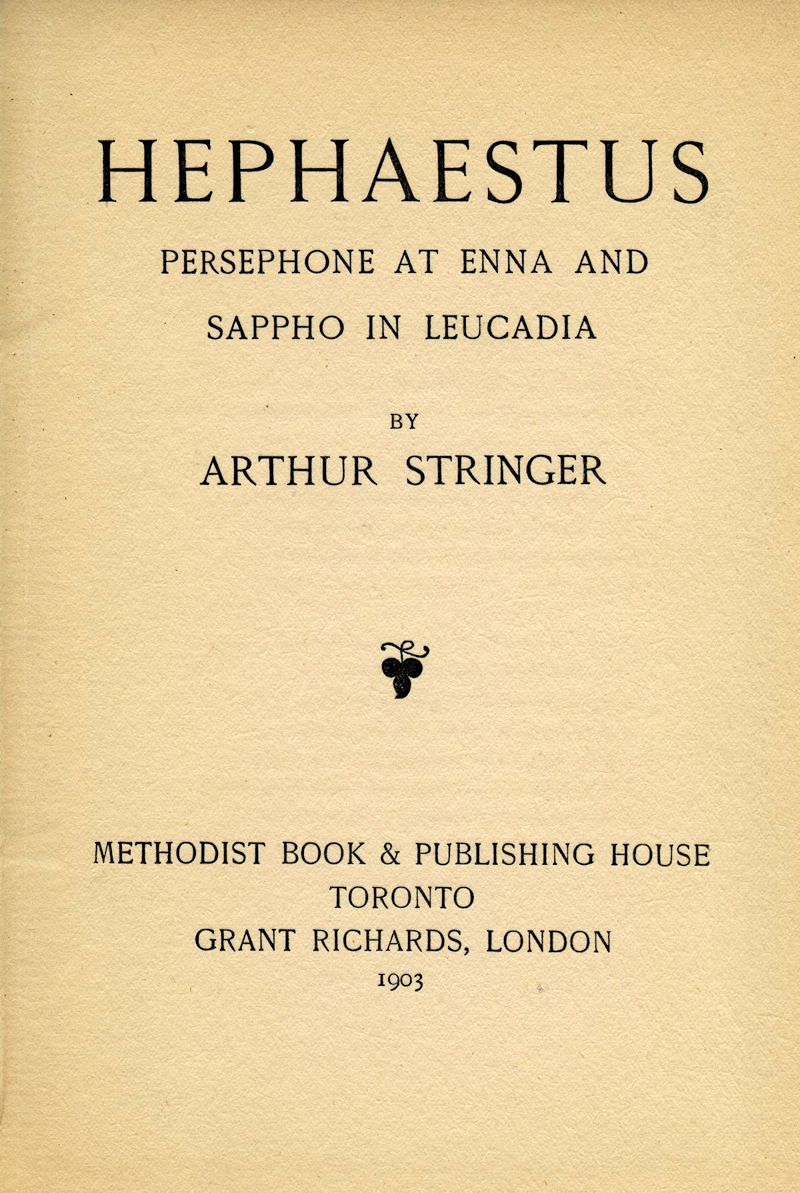 HEPHAESTUS
PERSEPHONE AT ENNA AND
SAPPHO IN LEUCADIA
BY
ARTHUR STRINGER
METHODIST BOOK & PUBLISHING HOUSE
TORONTO
GRANT RICHARDS, LONDON
1903